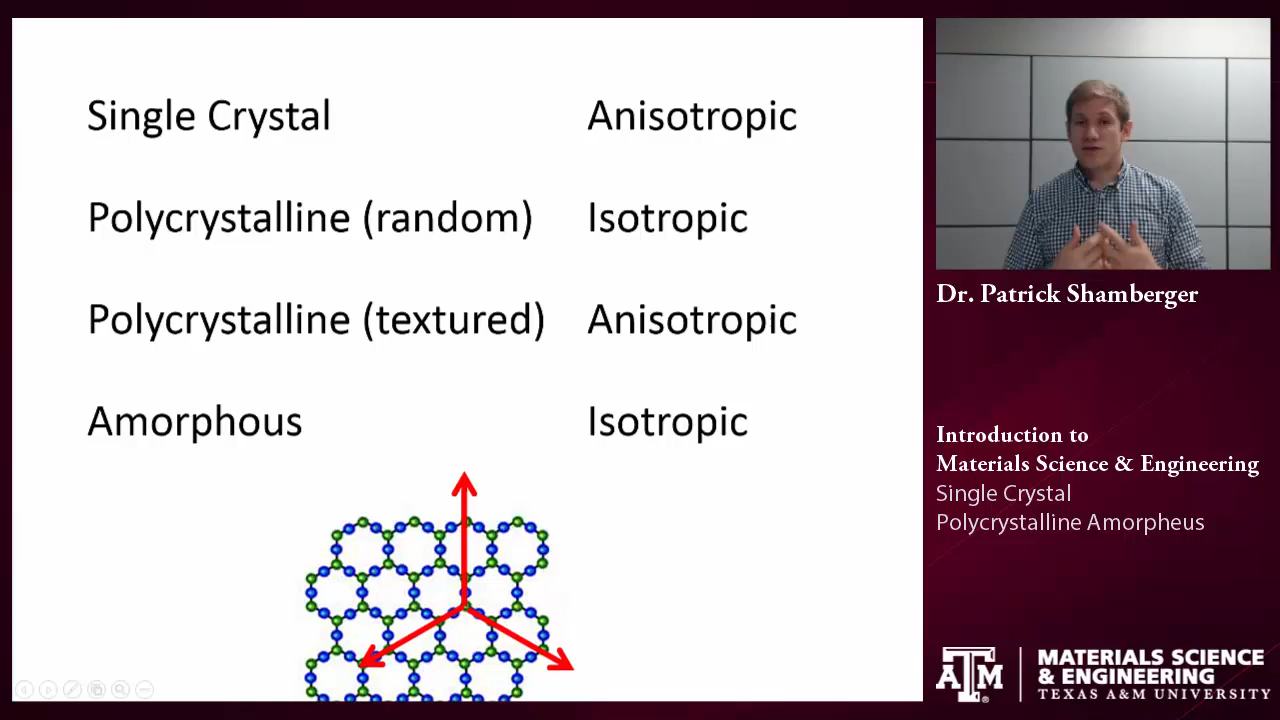 Single Crystal Anisotropic
Polycrystalline (random) Isotropic
Polycrystalline (textured) Anisotropic
Amorphous Isotropic
Dr. Patrick Shamberger
Introduction to
Materials Science & Engineering
Single Crystal
Polycrystalline Amorpheus
ATM
MATERIALS SCIENCE
& ENGINEERING
TEXAS A&M UNIVERSITY